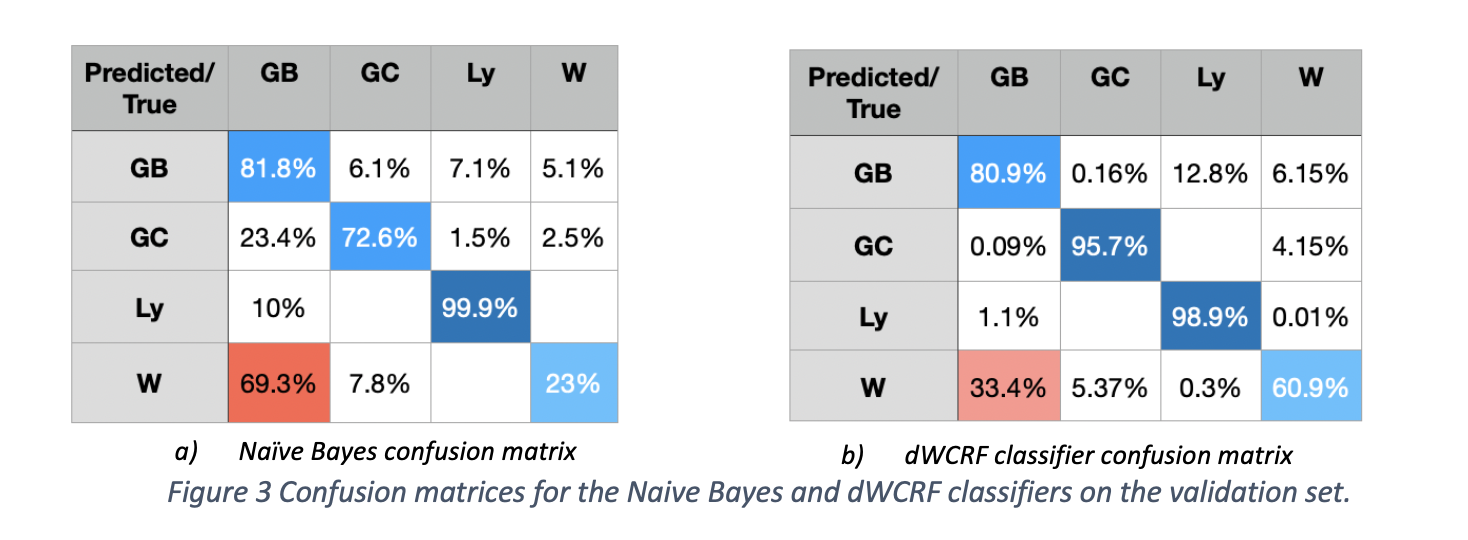 Predicted/ True GB GC Ly W
GB 81.8% 6.1% 7.1% 5.1%
GC 23.4% 72.6% 1.5% 2.5%
Ly 10% 99.9%
W 69.3% 7.8% 23%
a) Naïve Bayes confusion matrix
Predicted/ True GB GC Ly W
GB 80.9% 0.16% 12.8% 6.15%
GC 0.09% 95.7% 4.15%
Ly 1.1% 98.9% 0.01%
W 33.4% 5.37% 0.3% 60.9%
b) dWCRF classifier confusion matrix
Figure 3 Confusion matrices for the Naive Bayes and dWCRF classifiers on the validation set.